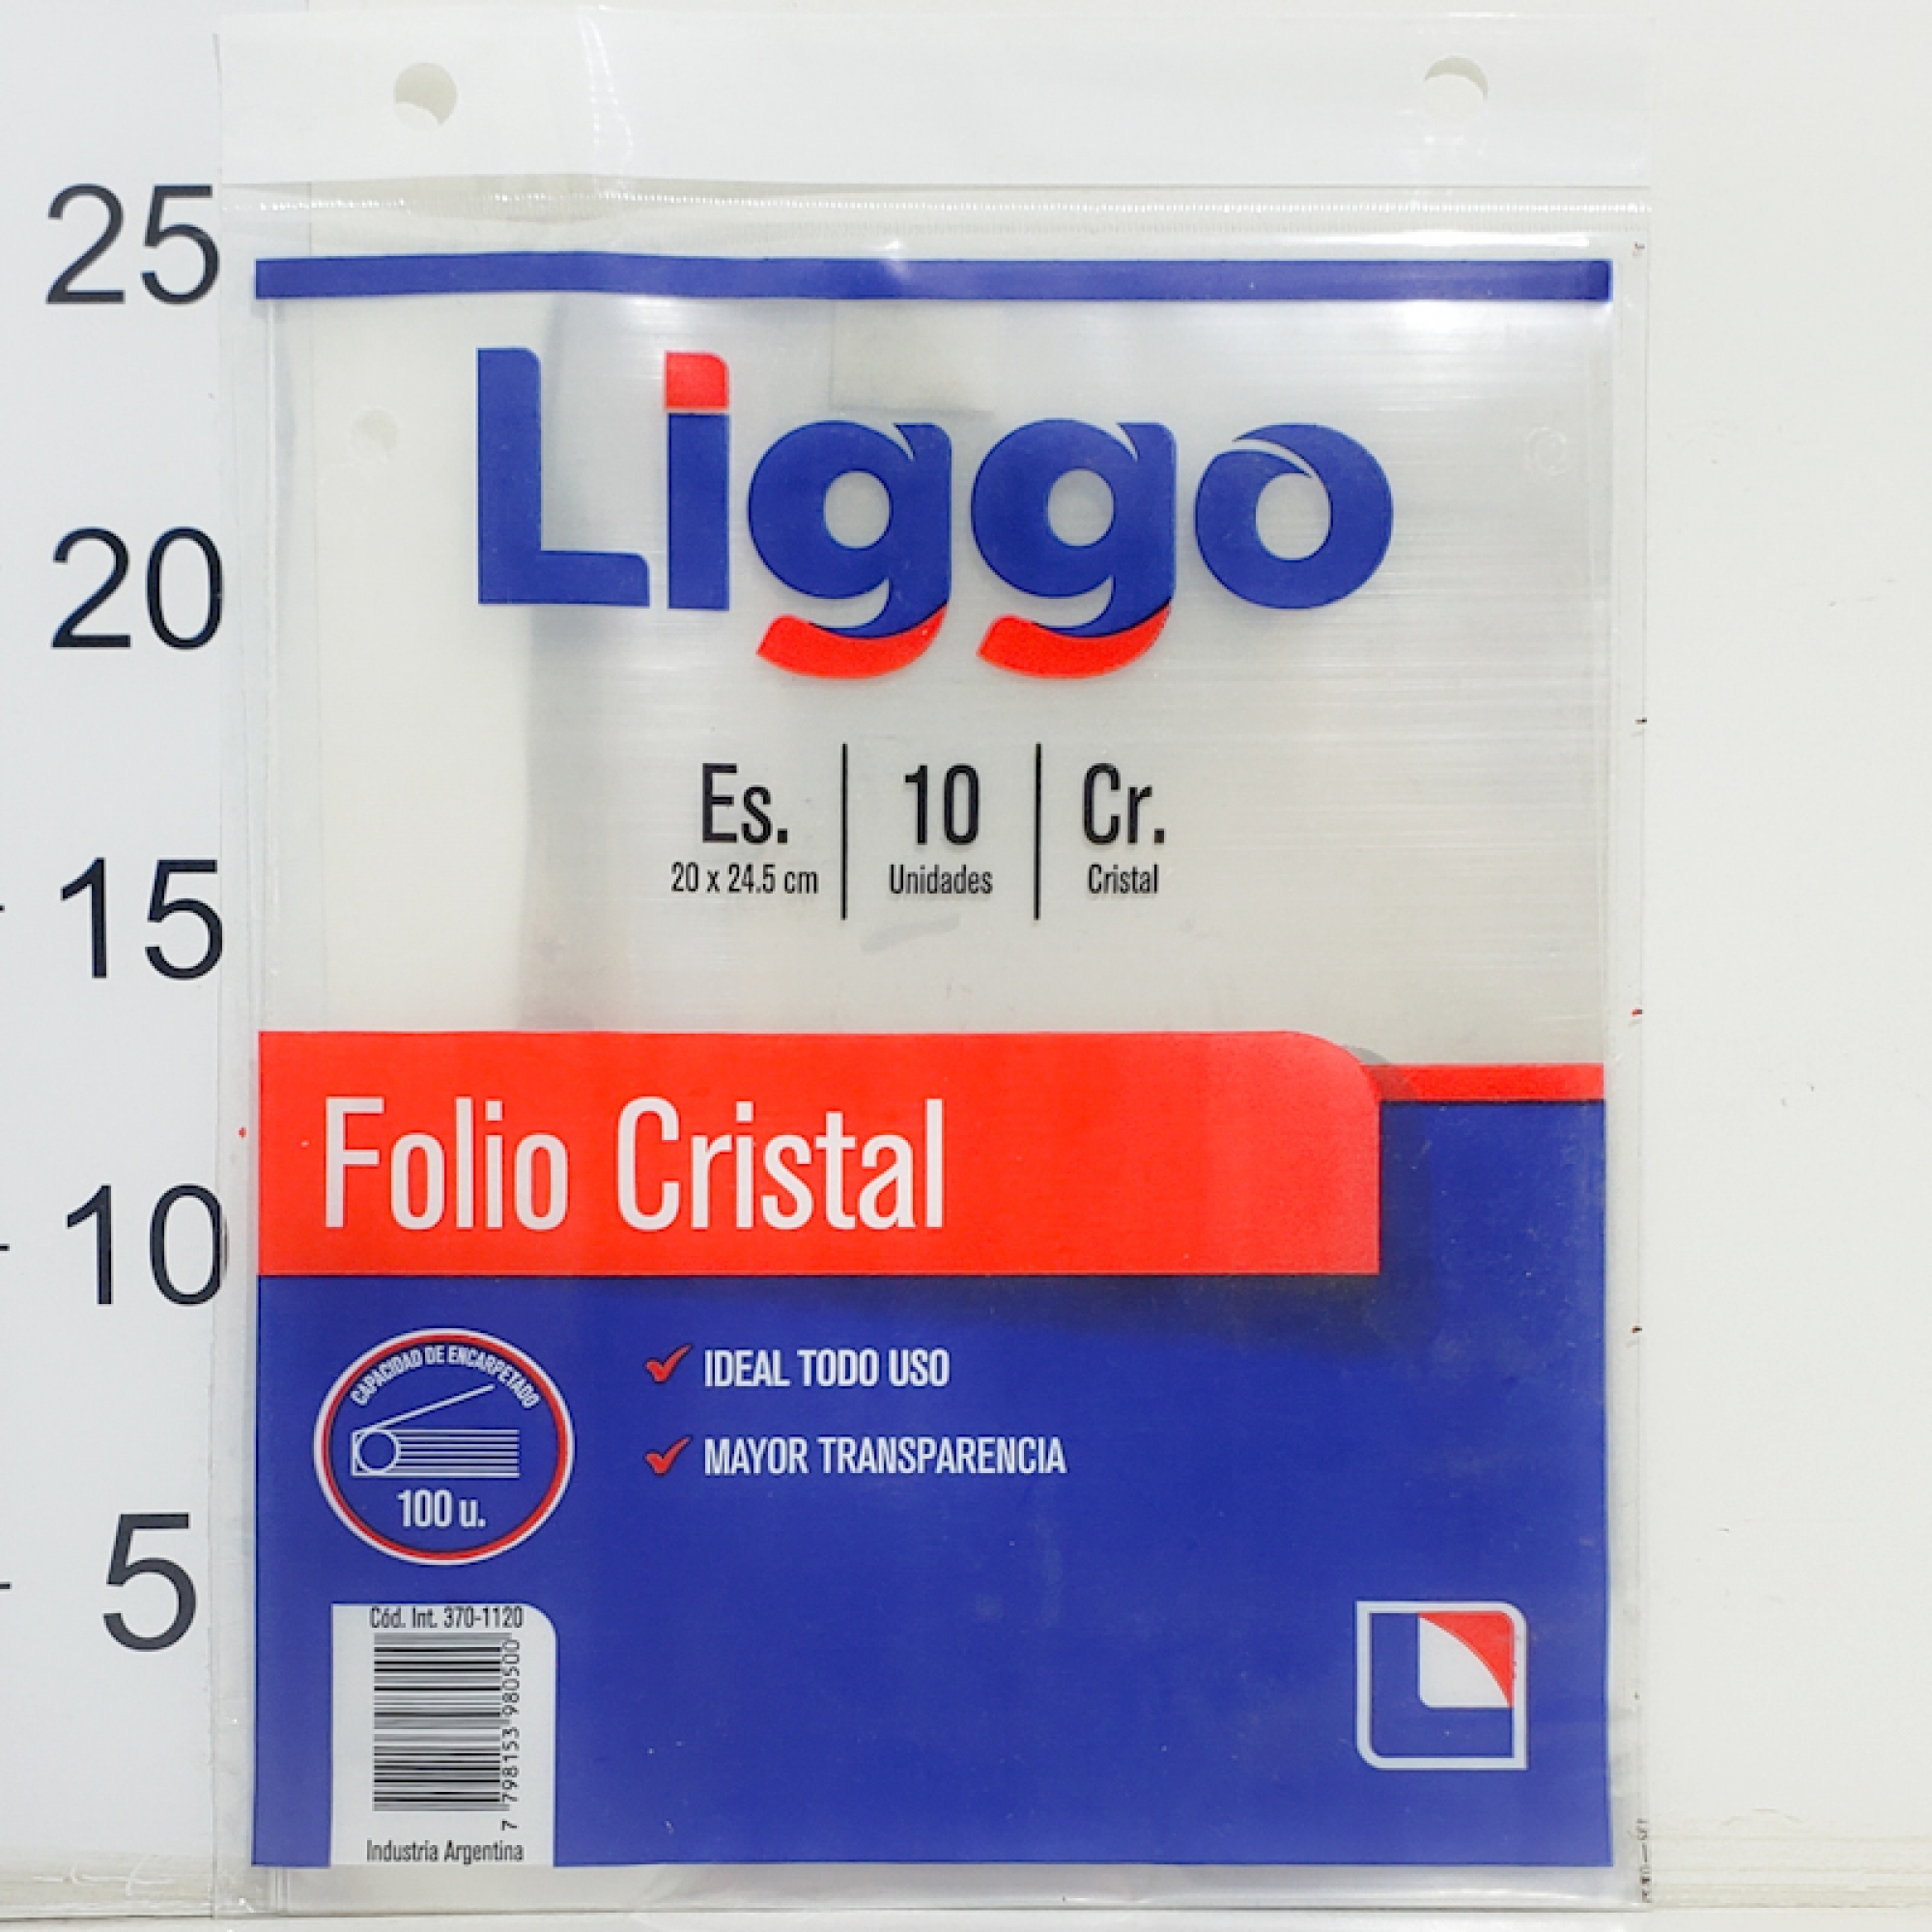 25
20
15
10
5
Liggo
Es. | 10 | Cr.
20 x 24.5 cm | Unidades | Cristal
Folio Cristal
CAPACIDAD DE ENCARPETADO
100 u.
IDEAL TODO USO
MAYOR TRANSPARENCIA
Cód. Int. 370-1120
7 798153 980500
Industria Argentina